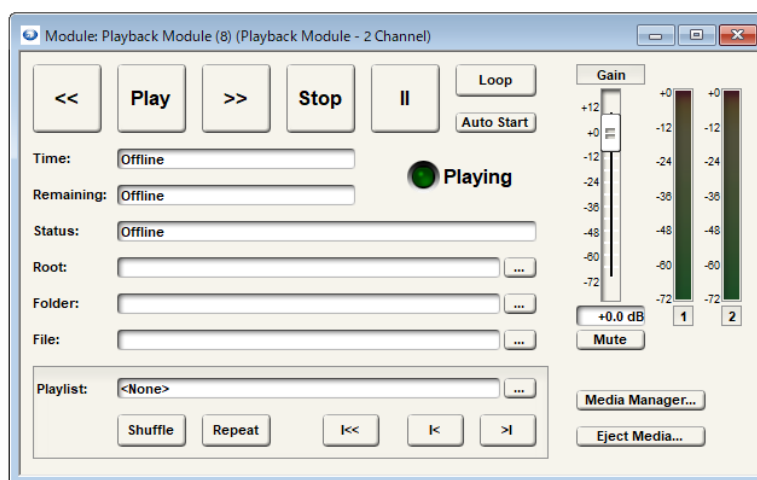 Module: Playback Module (8) (Playback Module - 2 Channel)
<< Play >> Stop II Loop
Auto Start
Time: Offline
Remaining: Offline
Playing
Status: Offline
Root: ...
Folder: ...
File: ...
Playlist: <None> ...
Shuffle Repeat I<< I< >I
Gain
+12
+0
-12
-24
-36
-48
-60
-72
+0.0 dB
Mute
+0
-12
-24
-36
-48
-60
-72
1
+0
-12
-24
-36
-48
-60
-72
2
Media Manager...
Eject Media...